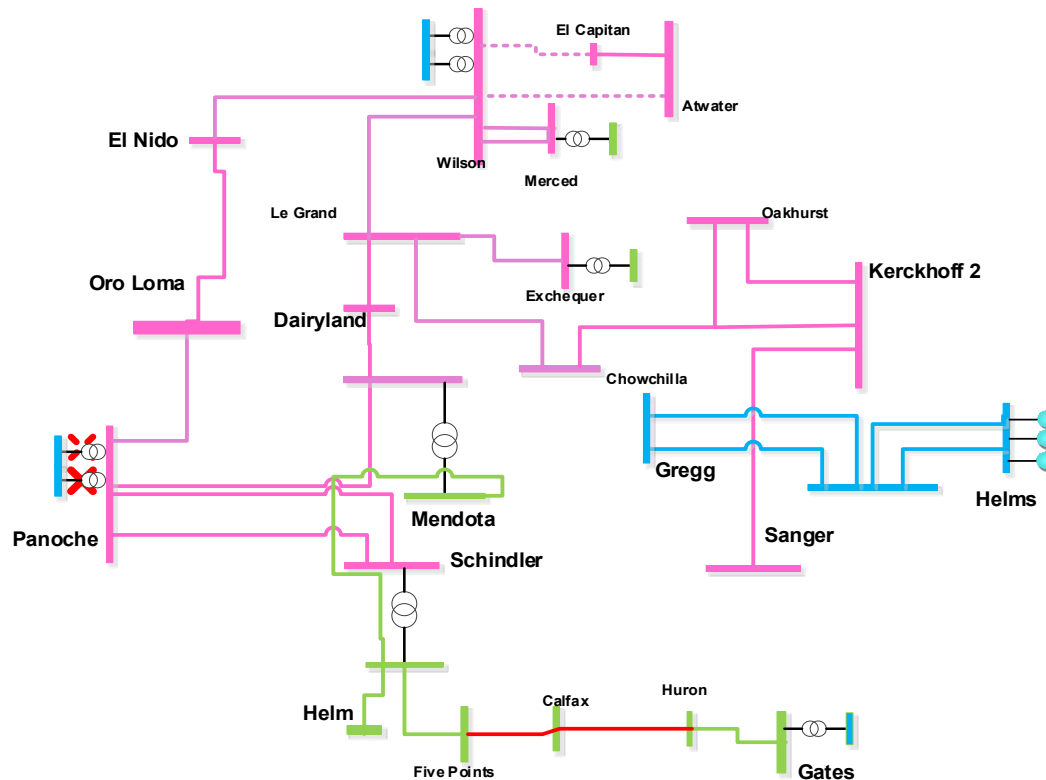 El Capitan
Atwater
El Nido
Wilson
Merced
Le Grand
Oakhurst
Kerckhoff 2
Oro Loma
Exchequer
Dairyland
Chowchilla
Gregg
Helms
Mendota
Panoche
Sanger
Schindler
Huron
Calfax
Helm
Five Points
Gates